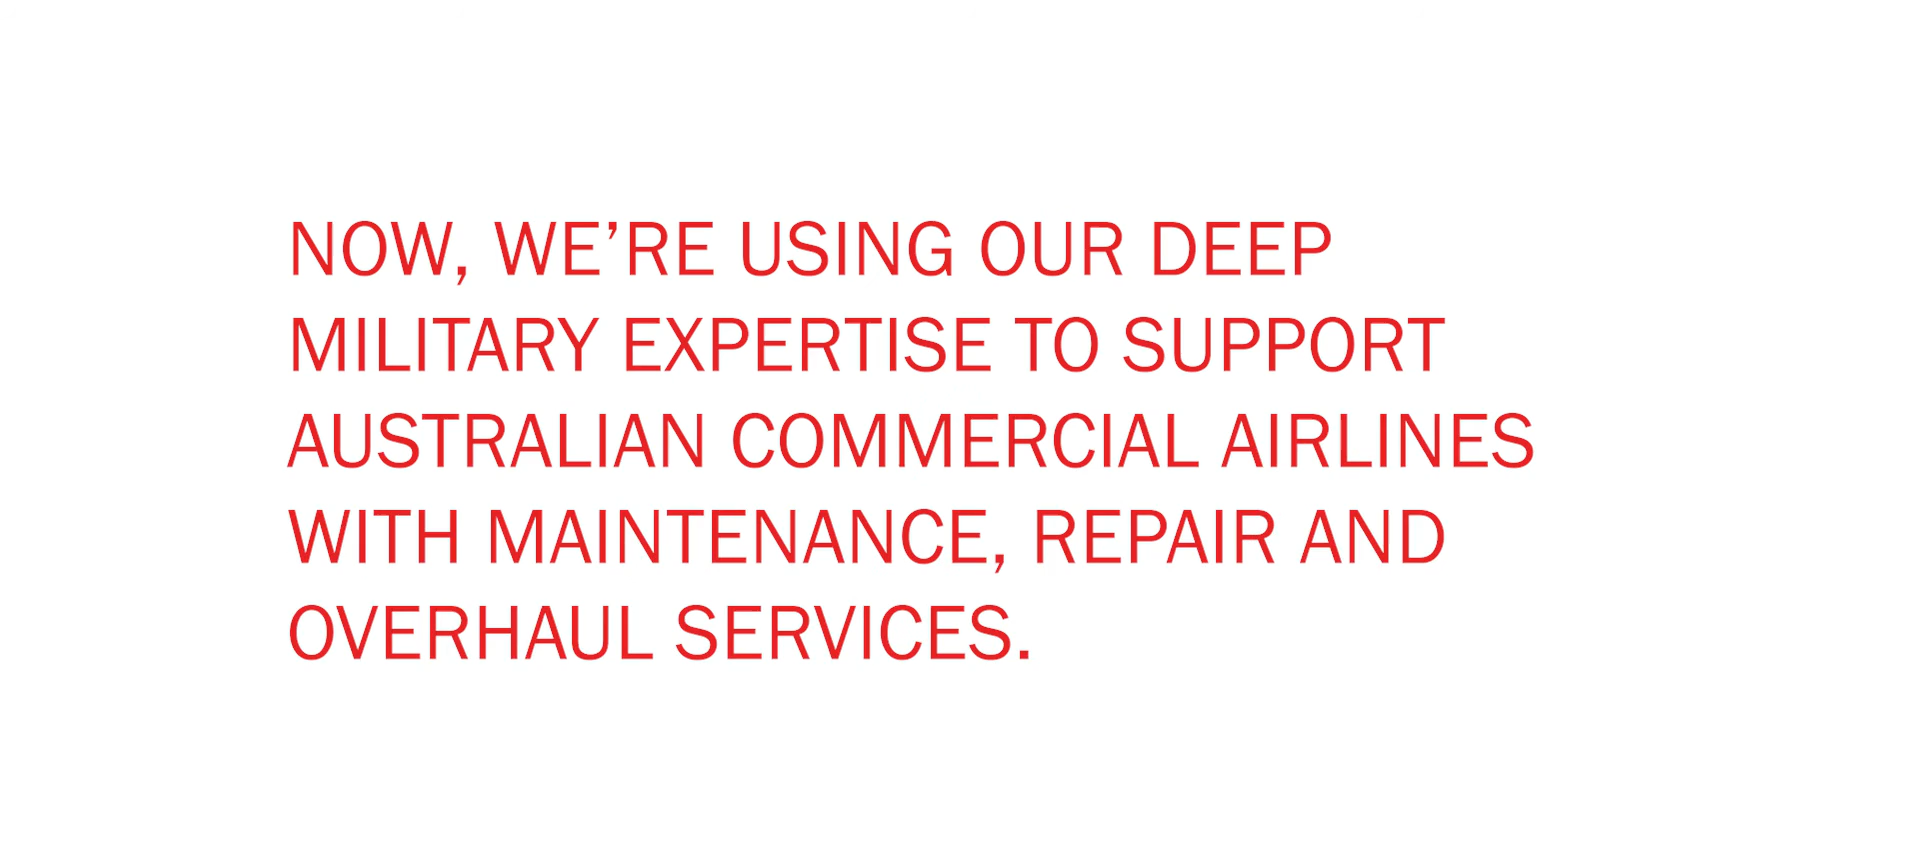 NOW, WE’RE USING OUR DEEP
MILITARY EXPERTISE TO SUPPORT
AUSTRALIAN COMMERCIAL AIRLINES
WITH MAINTENANCE, REPAIR AND
OVERHAUL SERVICES.